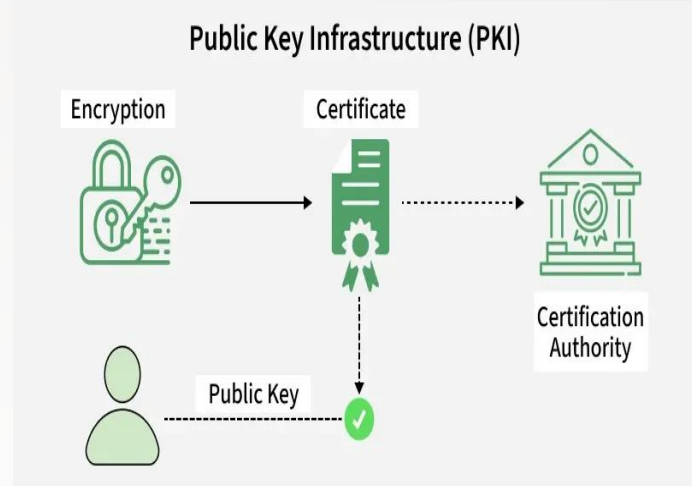 Public Key Infrastructure (PKI)
Encryption
Certificate
Certification
Authority
Public Key